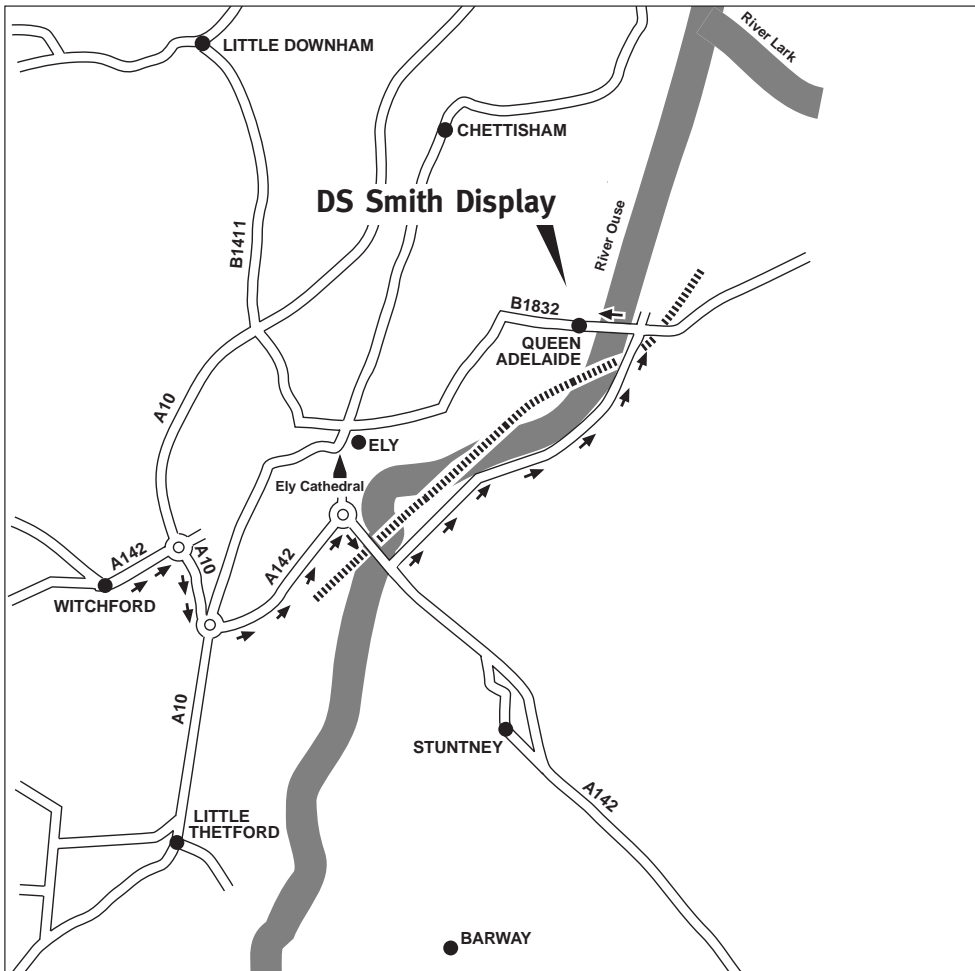 LITTLE DOWNHAM
River Lark
CHETTISHAM
DS Smith Display
B1411
River Ouse
B1832
QUEEN
ADELAIDE
A10
ELY
Ely Cathedral
A142
A10
A142
WITCHFORD
A10
STUNTNEY
A142
LITTLE
THETFORD
BARWAY